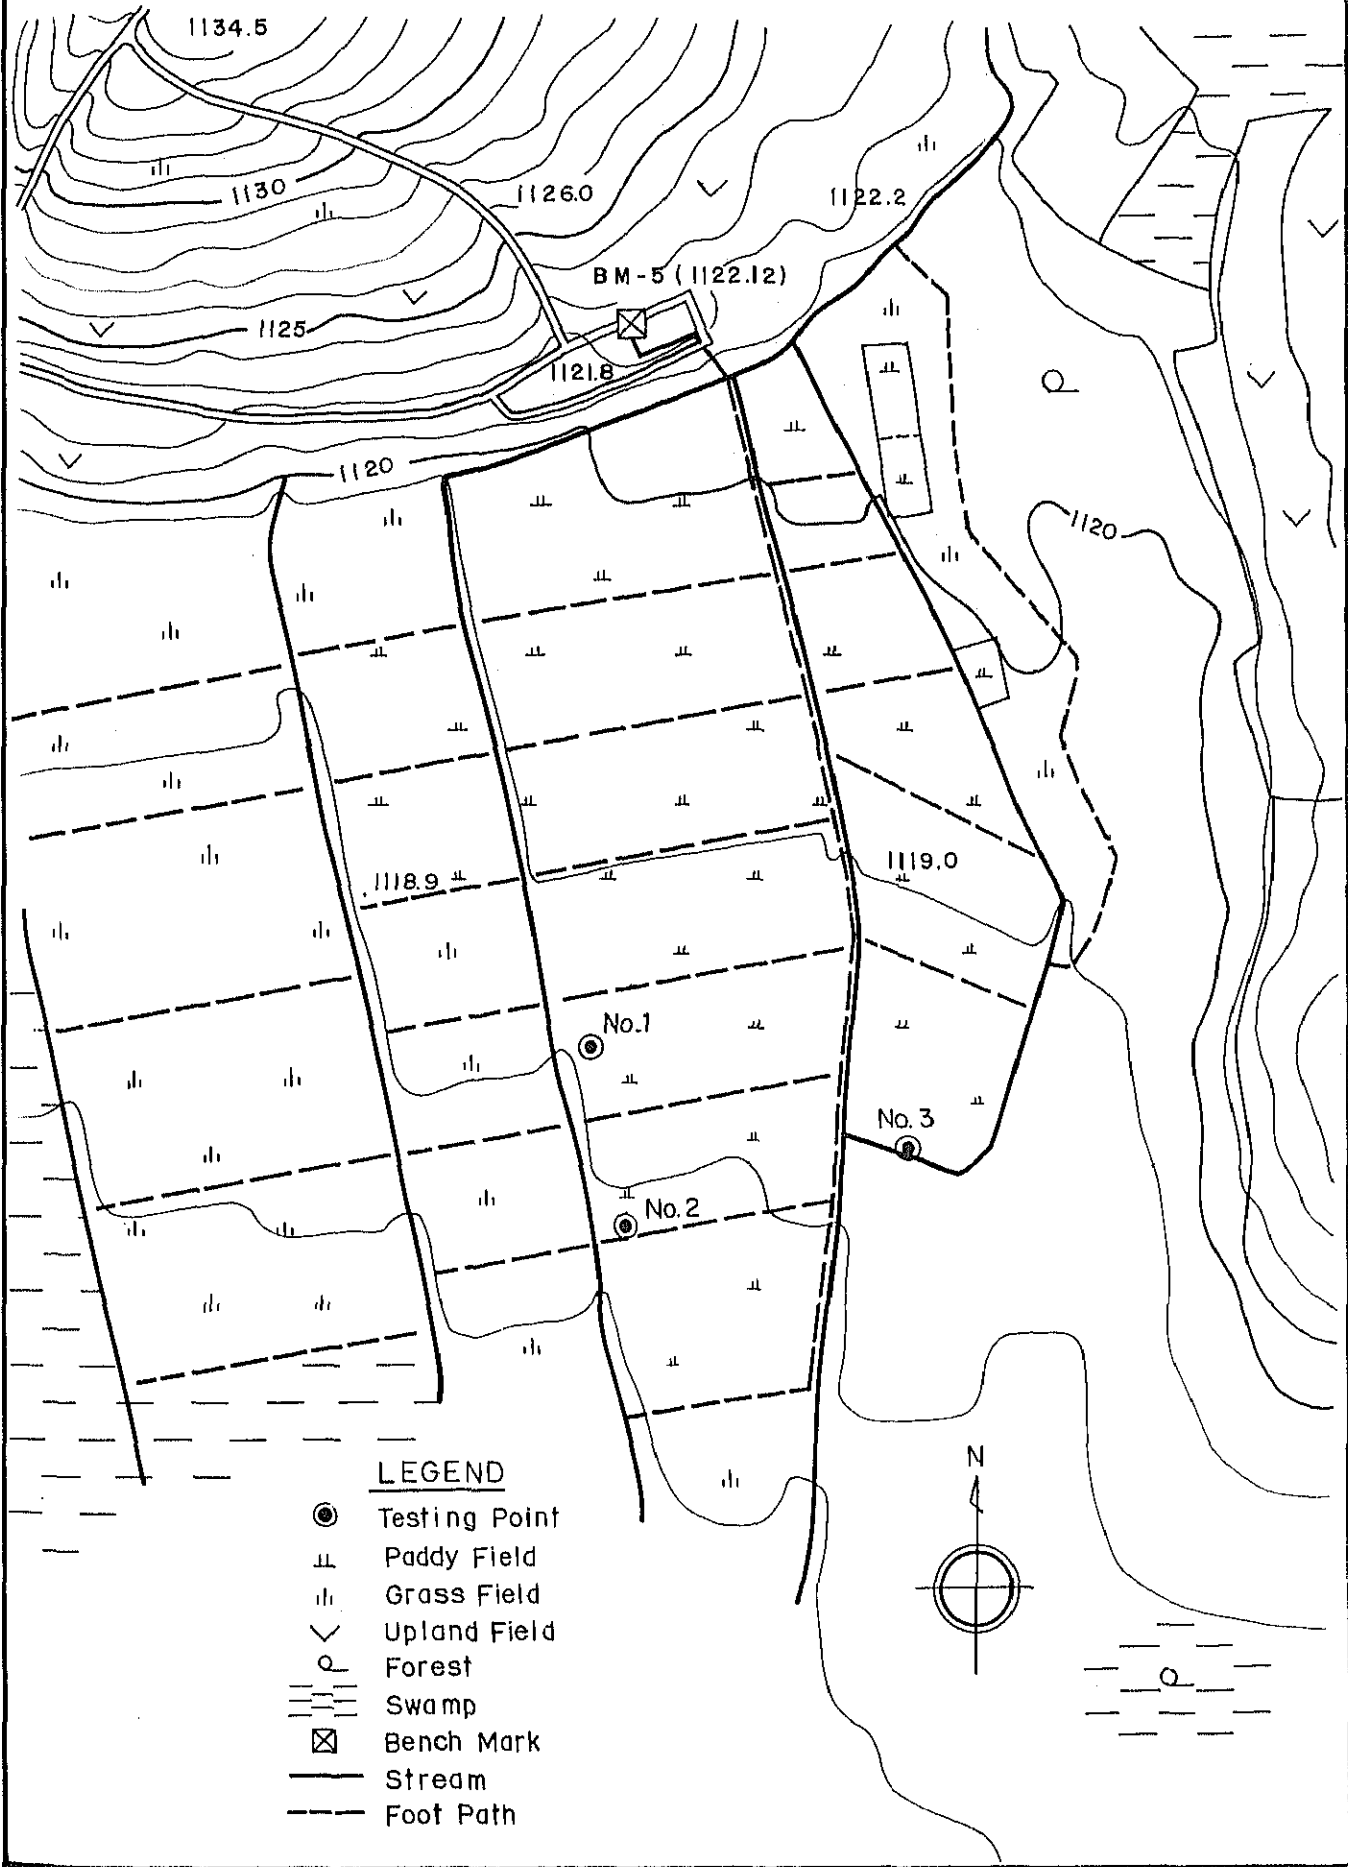 1134.5
1130
1126.0
1122.2
BM-5 (1122.12)
1125
1121.8
1120
1120
1119.0
1118.9
No.1
No. 3
No. 2
N
LEGEND
Testing Point
Paddy Field
Grass Field
Upland Field
Forest
Swamp
Bench Mark
Stream
Foot Path